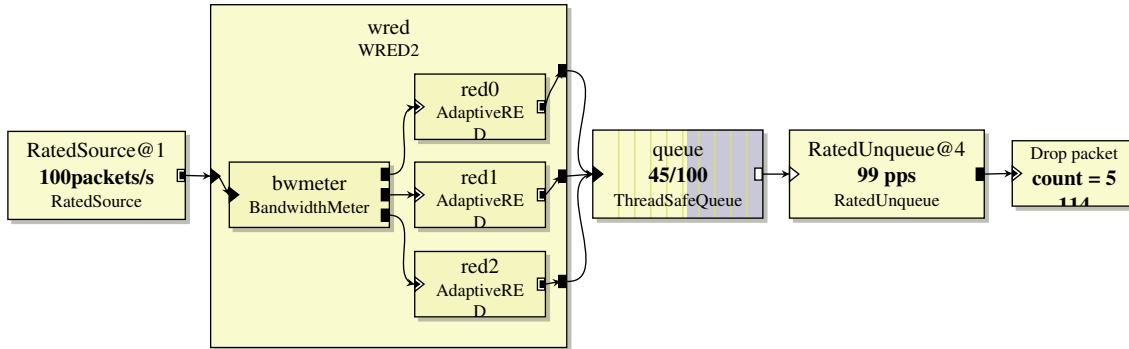 wred
WRED2
red0
AdaptiveRE
D
RatedSource@1
100packets/s
RatedSource
bwmeter
BandwidthMeter
red1
AdaptiveRE
D
queue
45/100
ThreadSafeQueue
RatedUnqueue@4
99 pps
RatedUnqueue
Drop packet
count = 5
114
red2
AdaptiveRE
D